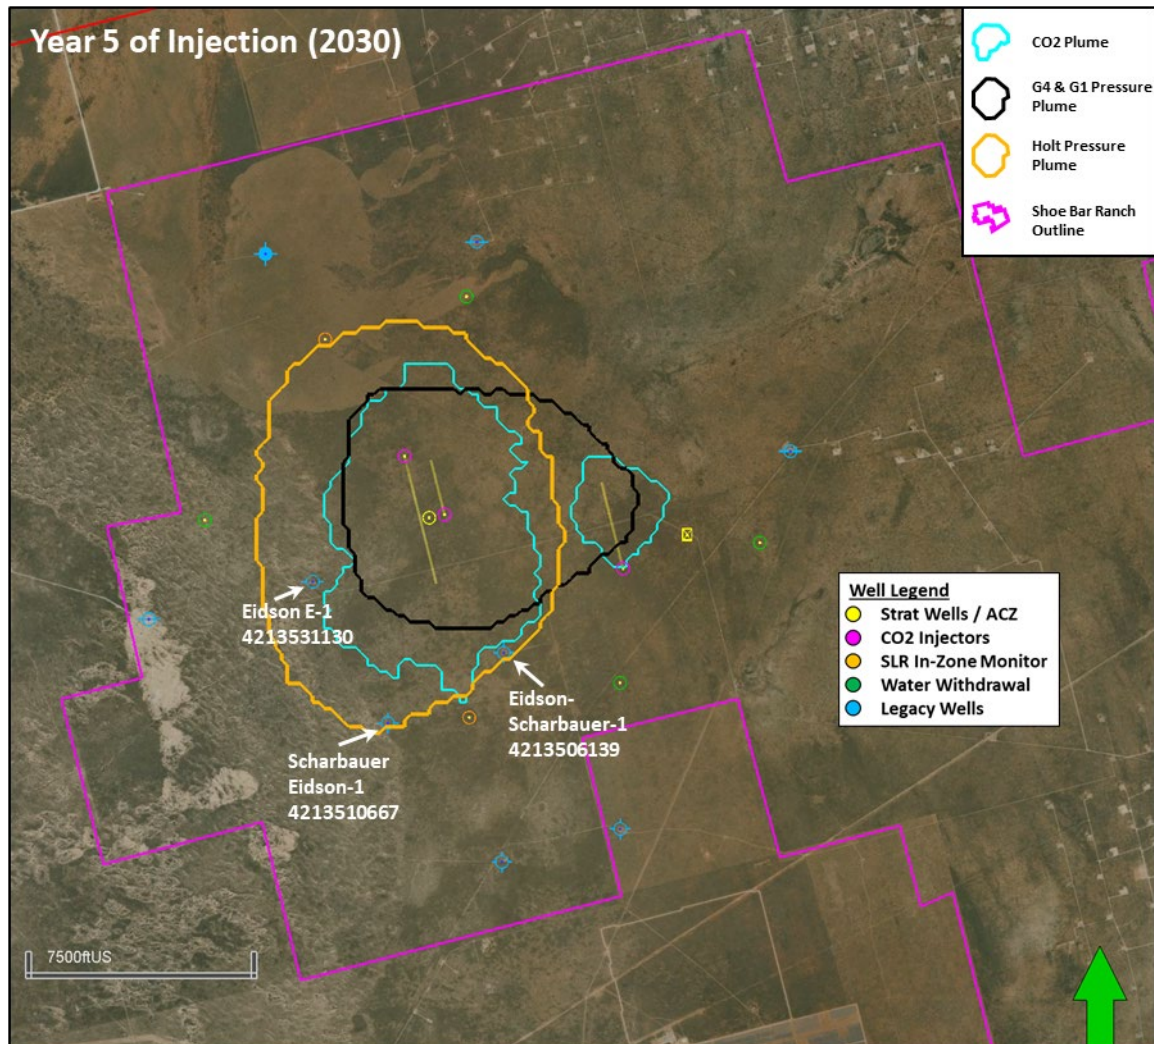 Year 5 of Injection (2030)
CO2 Plume
G4 & G1 Pressure
Plume
Holt Pressure
Plume
Shoe Bar Ranch
Outline
Eidson E-1
4213531130
Eidson-
Scharbauer-1
4213506139
Scharbauer
Eidson-1
4213510667
Well Legend
Strat Wells / ACZ
CO2 Injectors
SLR In-Zone Monitor
Water Withdrawal
Legacy Wells
7500ftUS